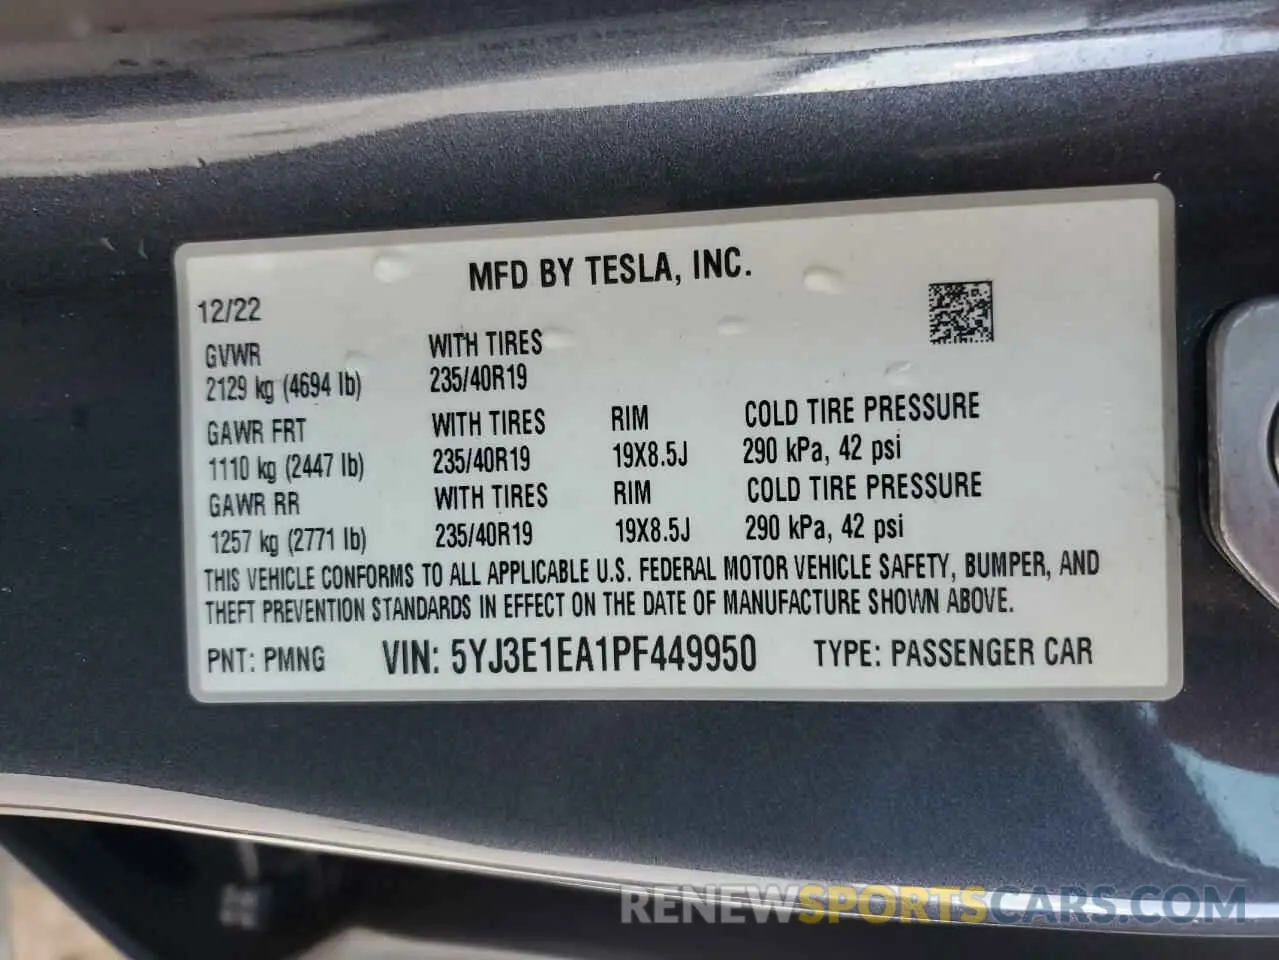 MFD BY TESLA, INC.
12/22
GVWR WITH TIRES
2129 kg (4694 lb) 235/40R19
GAWR FRT WITH TIRES RIM COLD TIRE PRESSURE
1110 kg (2447 lb) 235/40R19 19X8.5J 290 kPa, 42 psi
GAWR RR WITH TIRES RIM COLD TIRE PRESSURE
1257 kg (2771 lb) 235/40R19 19X8.5J 290 kPa, 42 psi
THIS VEHICLE CONFORMS TO ALL APPLICABLE U.S. FEDERAL MOTOR VEHICLE SAFETY, BUMPER, AND
THEFT PREVENTION STANDARDS IN EFFECT ON THE DATE OF MANUFACTURE SHOWN ABOVE.
PNT: PMNG VIN: 5YJ3E1EA1PF449950 TYPE: PASSENGER CAR
RENEWSPORTSCARS.COM